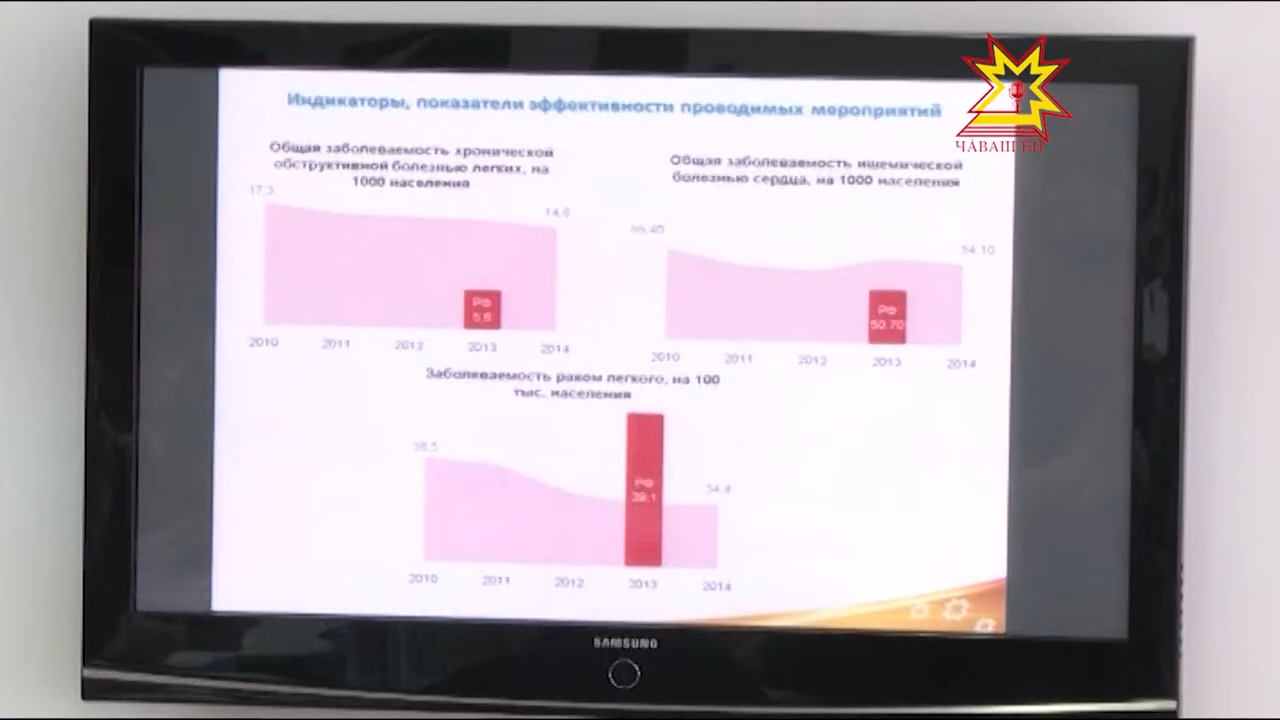 Индикаторы, показатели эффективности проводимых мероприятий
ЧӐВАШ ЕН
Общая заболеваемость хронической
обструктивной болезнью легких, на
1000 населения
17,3
14,6
РФ
5,6
2010 2011 2012 2013 2014
Общая заболеваемость ишемической
болезнью сердца, на 1000 населения
54,10
РФ
50,70
2010 2011 2012 2013 2014
Заболеваемость раком легкого, на 100
тыс. населения
38,5
34,4
РФ
39,1
2010 2011 2012 2013 2014
SAMSUNG